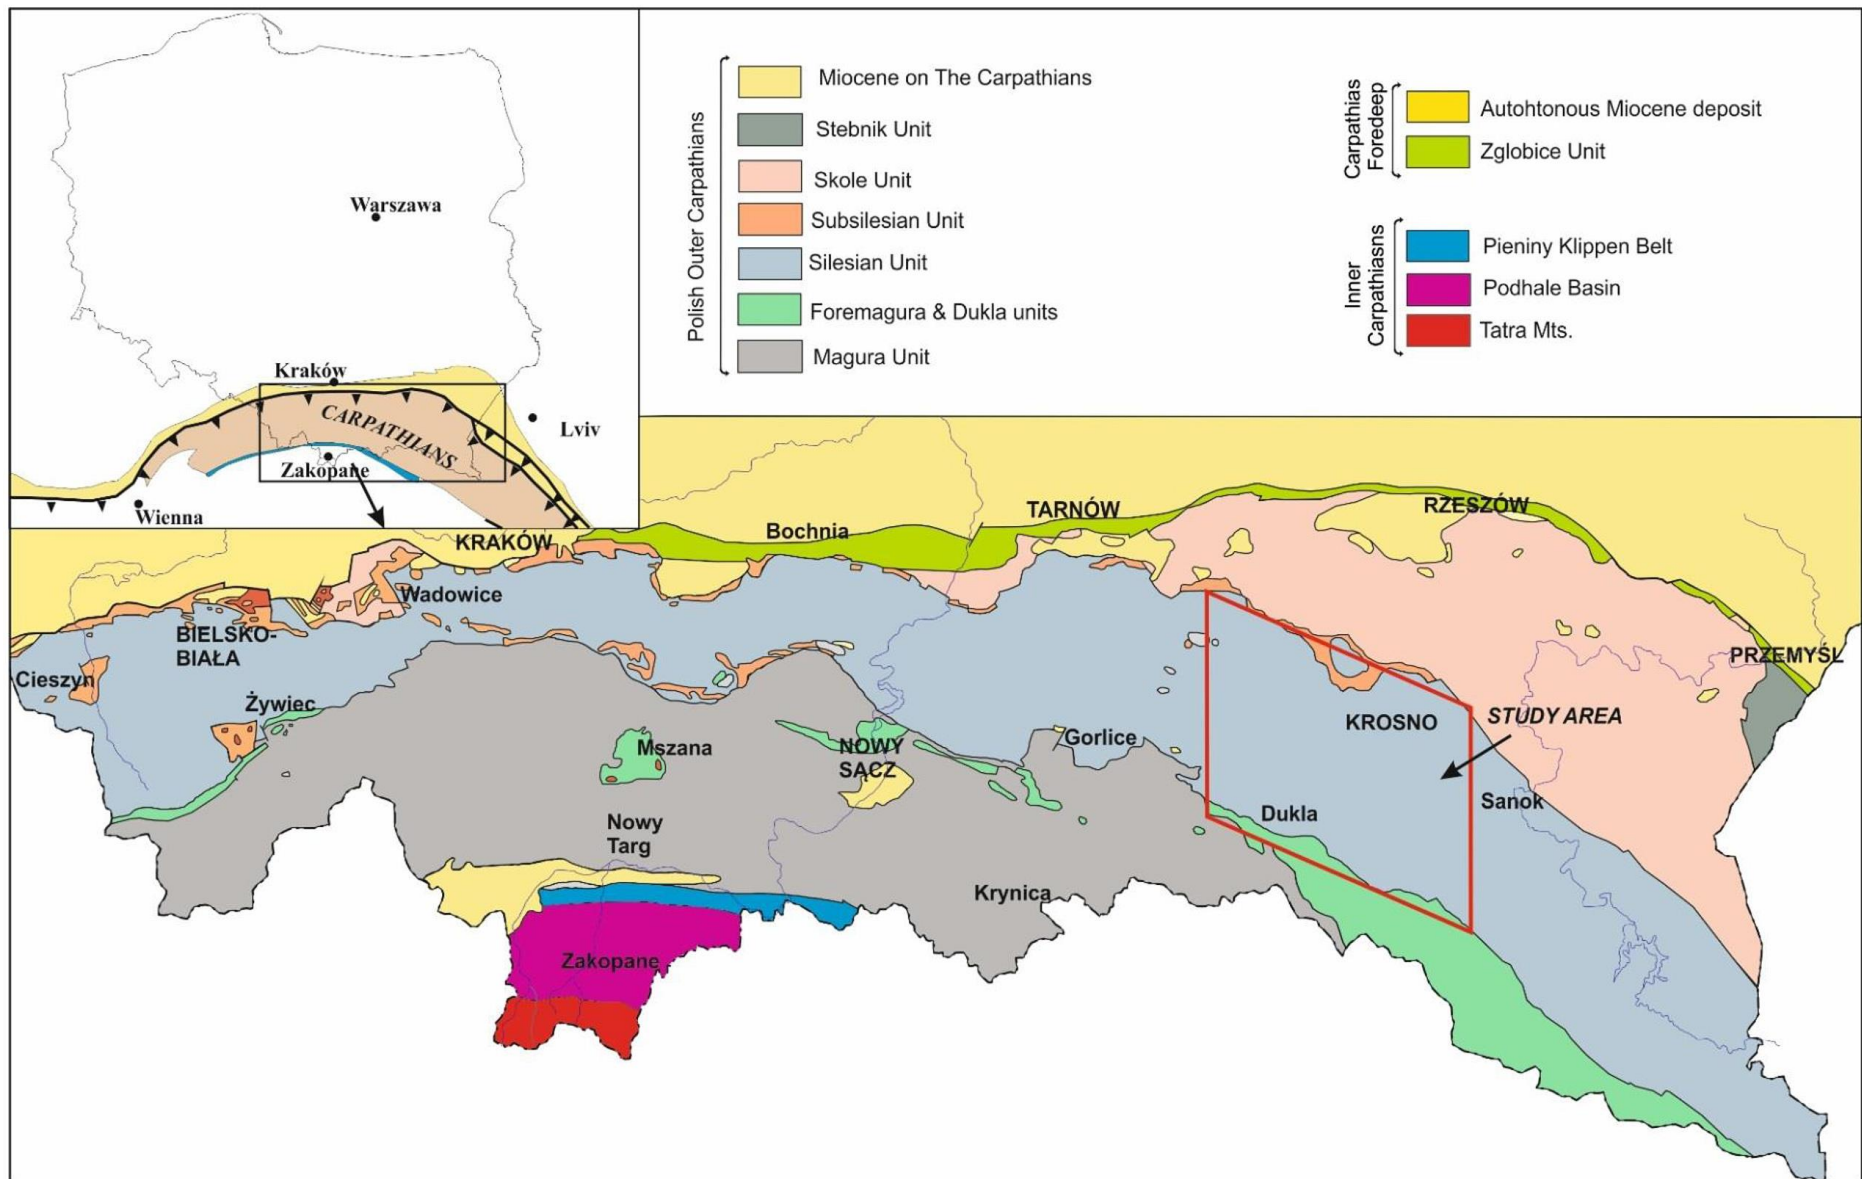 Warszawa
Kraków
CARPATHIANS
Lviv
Zakopane
Wienna
Polish Outer Carpathians
Miocene on The Carpathians
Stebnik Unit
Skole Unit
Subsilesian Unit
Silesian Unit
Foremagura & Dukla units
Magura Unit
Carpathias
Foredeep
Autohtonous Miocene deposit
Zglobice Unit
Inner
Carpathiasns
Pieniny Klippen Belt
Podhale Basin
Tatra Mts.
TARNÓW
RZESZÓW
KRAKÓW
Bochnia
Wadowice
BIELSKO-
BIAŁA
PRZEMYŚL
Cieszyn
Żywiec
KROSNO
STUDY AREA
Mszana
NOWY
SĄCZ
Gorlice
Sanok
Dukla
Nowy
Targ
Krynica
Zakopane